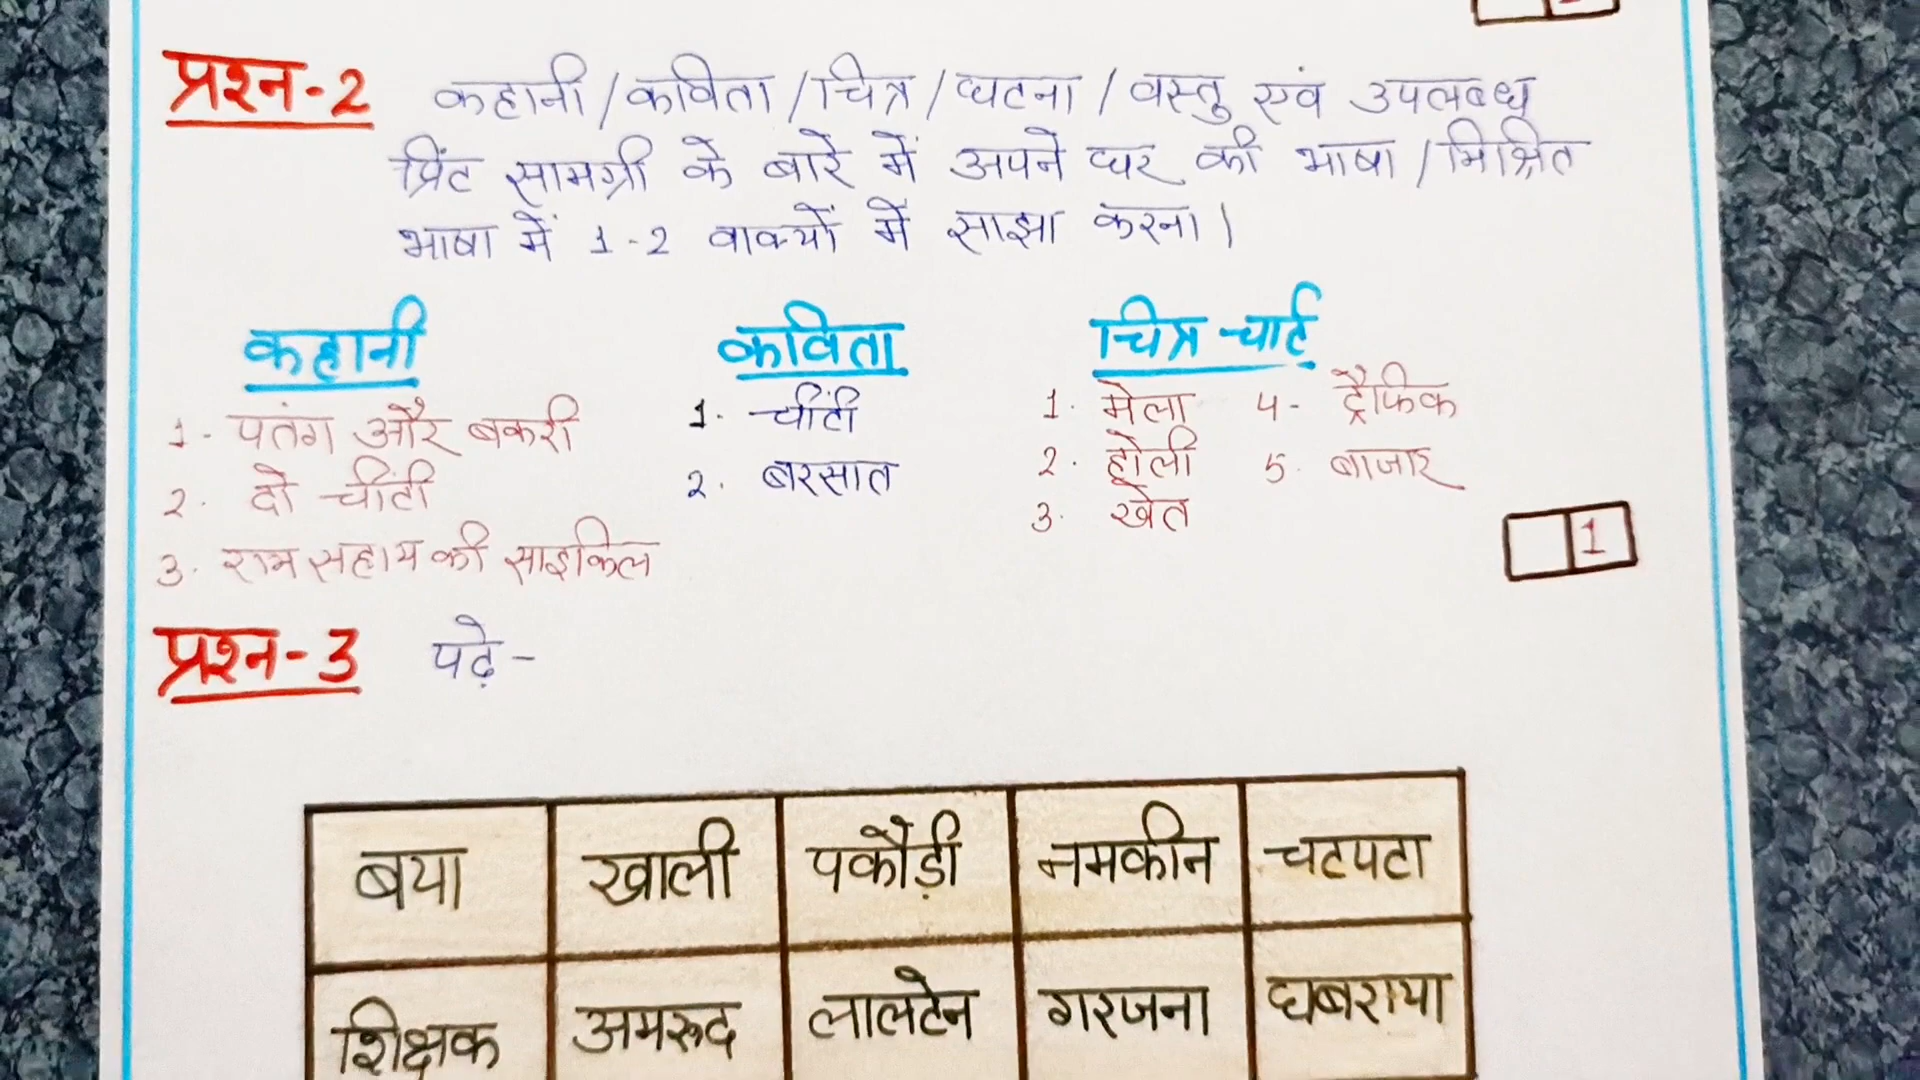 प्रश्न-2 कहानी/कविता/चित्र/घटना/वस्तु एवं उपलब्ध
प्रिंट सामग्री के बारे में अपने घर की भाषा/मिश्रित
भाषा में 1-2 वाक्यों में साझा करना।
कहानी कविता चित्र-चार्ट
1- पतंग और बकरी 1. चींटी 1. मेला 4- ट्रैफिक
2. दो चींटी 2. बरसात 2. होली 5. बाजार
3. रामसहाय की साइकिल 3. खेत
1
प्रश्न-3 पढ़े -
बया खाली पकौड़ी नमकीन चटपटा
शिक्षक अमरूद लालटेन गरजना घबराया